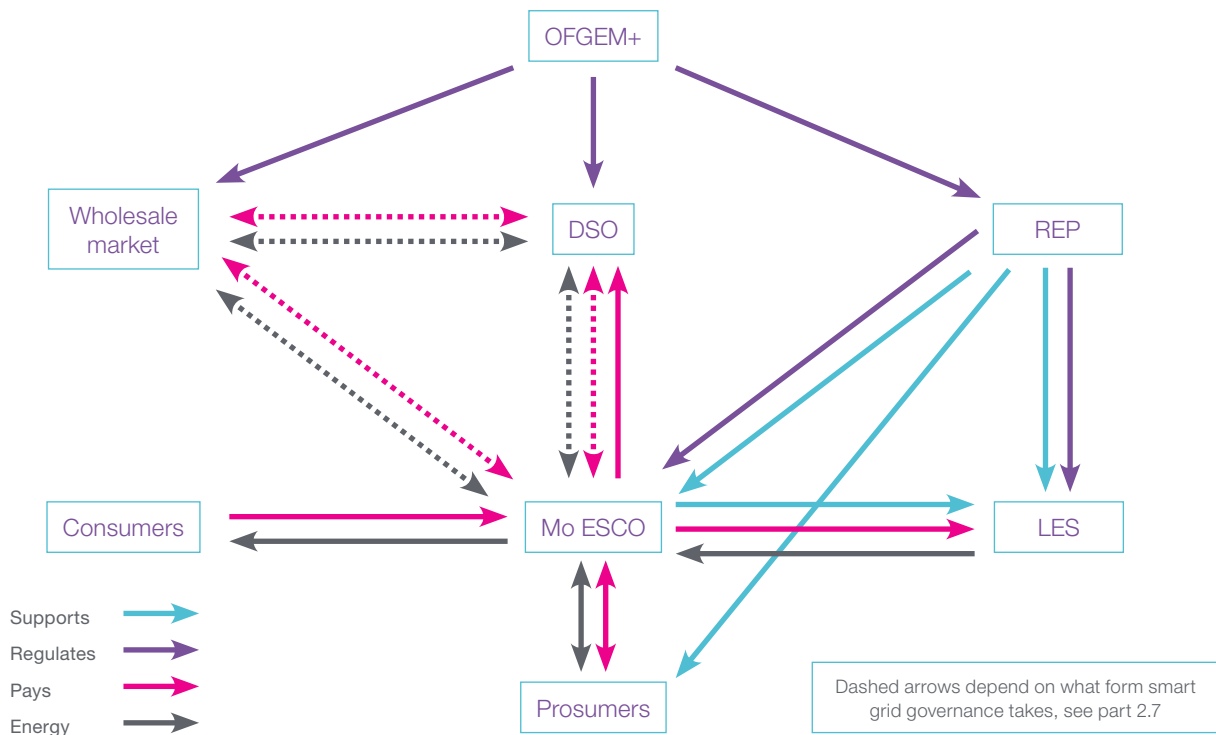 OFGEM+
Wholesale
market
DSO
REP
Consumers
Mo ESCO
LES
Prosumers
Supports
Regulates
Pays
Energy
Dashed arrows depend on what form smart
grid governance takes, see part 2.7